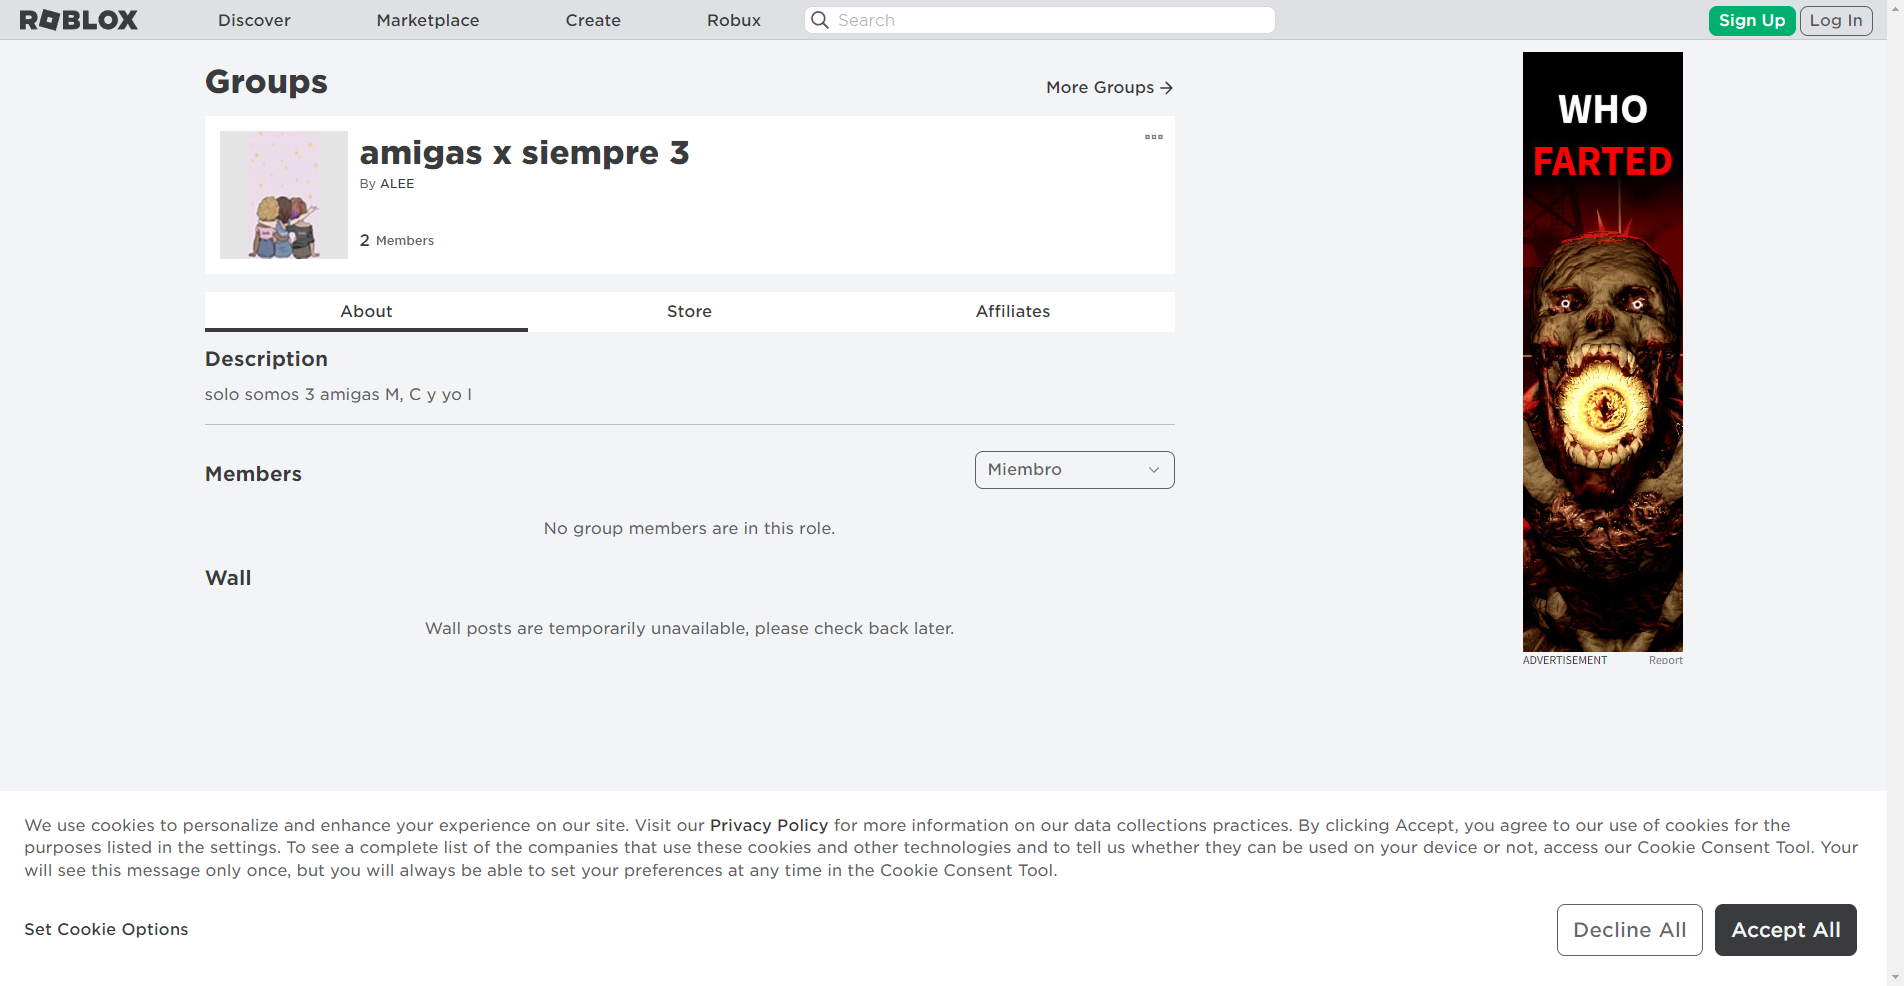 ROBLOX
Discover
Marketplace
Create
Robux
Search
Sign Up
Log In
Groups
More Groups
amigas x siempre 3
By ALEE
2 Members
About
Store
Affiliates
Description
solo somos 3 amigas M, C y yo I
Members
Miembro
No group members are in this role.
Wall
Wall posts are temporarily unavailable, please check back later.
WHO
FARTED
ADVERTISEMENT
Report
We use cookies to personalize and enhance your experience on our site. Visit our Privacy Policy for more information on our data collections practices. By clicking Accept, you agree to our use of cookies for the
purposes listed in the settings. To see a complete list of the companies that use these cookies and other technologies and to tell us whether they can be used on your device or not, access our Cookie Consent Tool. Your
will see this message only once, but you will always be able to set your preferences at any time in the Cookie Consent Tool.
Set Cookie Options
Decline All
Accept All